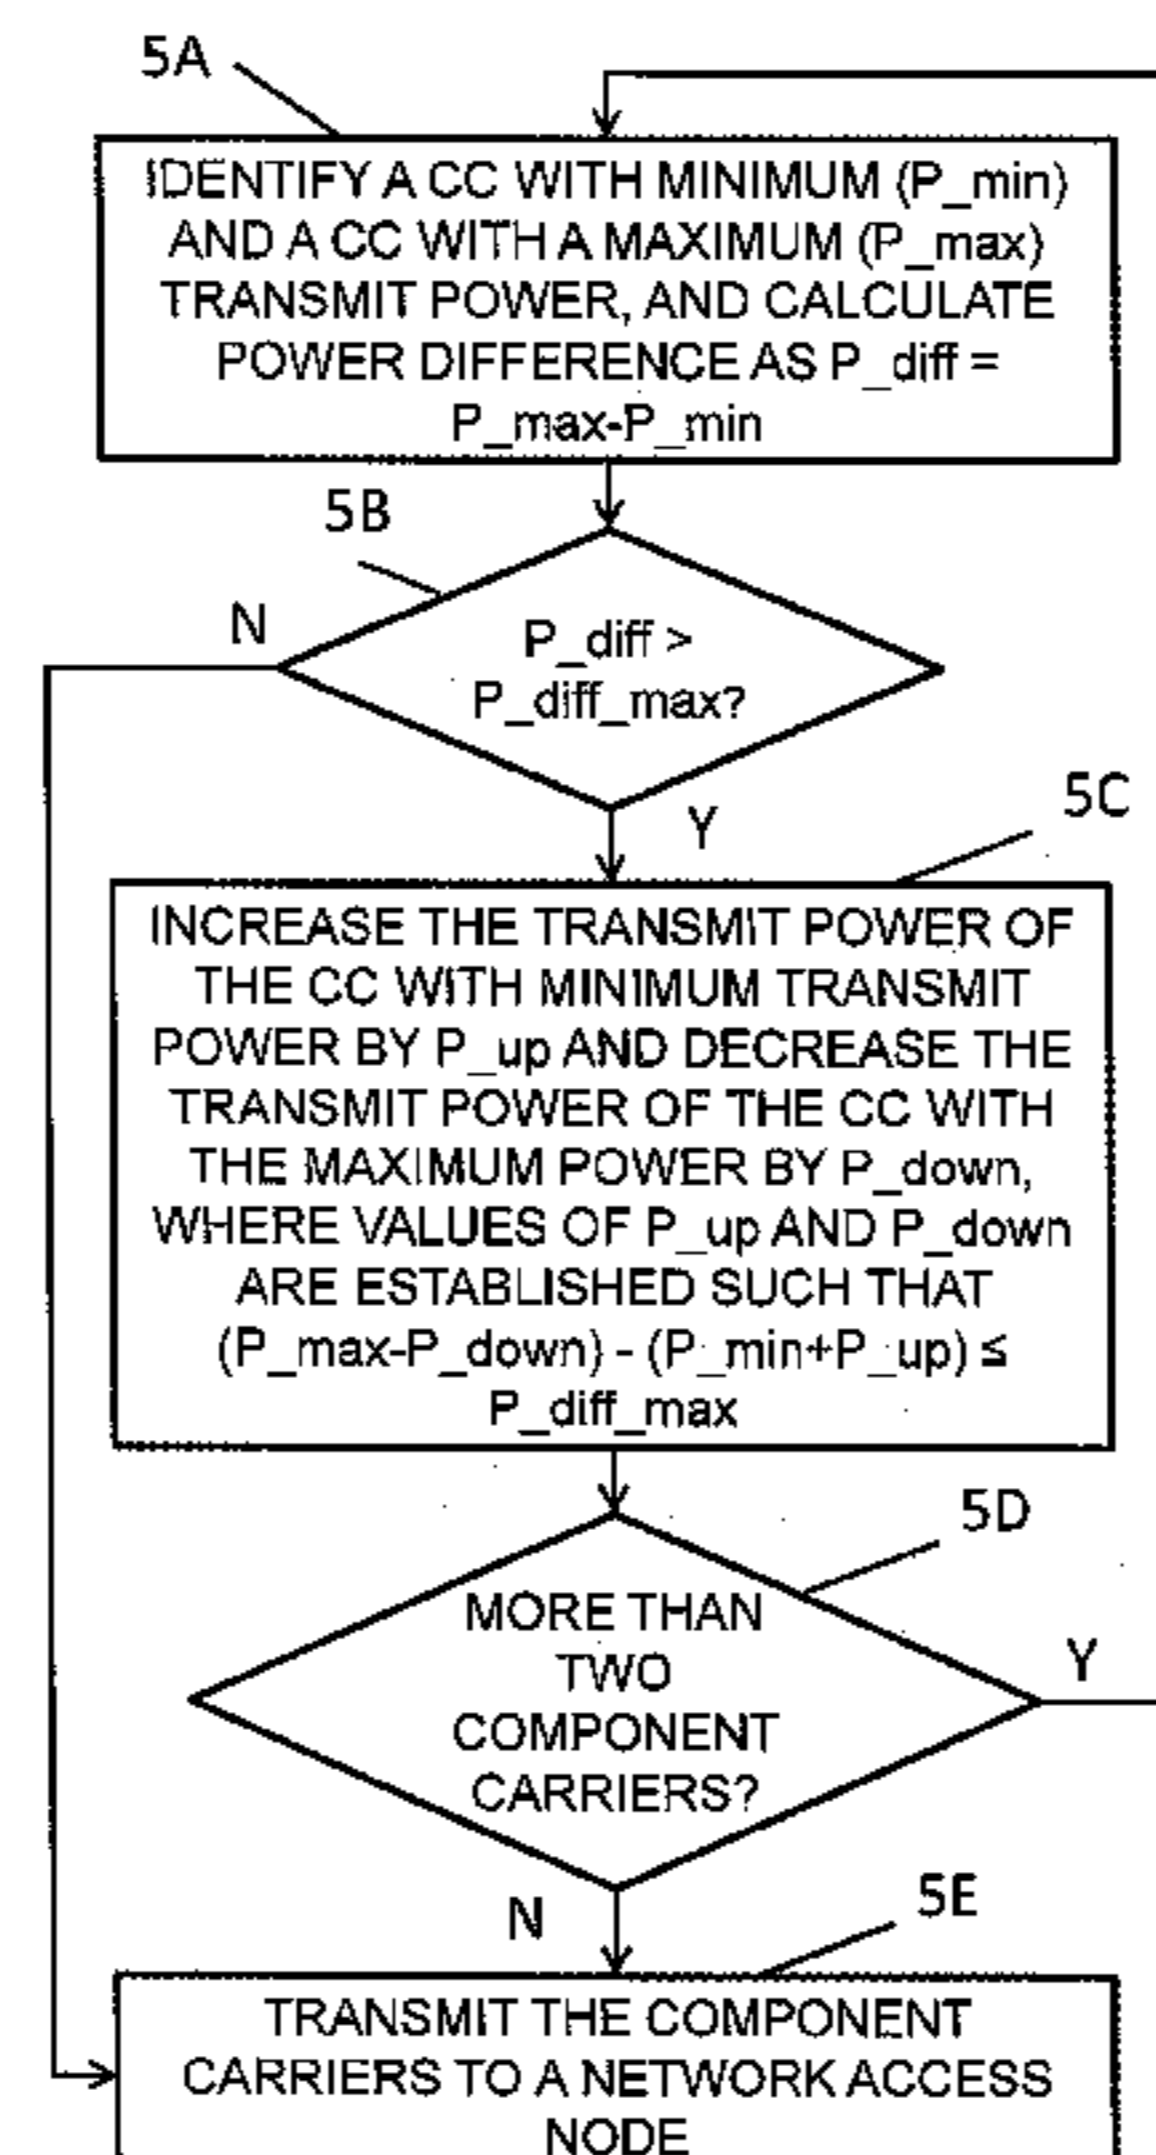 5A
IDENTIFY A CC WITH MINIMUM (P_min)
AND A CC WITH A MAXIMUM (P_max)
TRANSMIT POWER, AND CALCULATE
POWER DIFFERENCE AS P_diff =
P_max-P_min
5B
N
P_diff >
P_diff_max?
Y
5C
INCREASE THE TRANSMIT POWER OF
THE CC WITH MINIMUM TRANSMIT
POWER BY P_up AND DECREASE THE
TRANSMIT POWER OF THE CC WITH
THE MAXIMUM POWER BY P_down,
WHERE VALUES OF P_up AND P_down
ARE ESTABLISHED SUCH THAT
(P_max-P_down) - (P_min+P_up) ≤
P_diff_max
5D
MORE THAN
TWO
COMPONENT
CARRIERS?
Y
N
5E
TRANSMIT THE COMPONENT
CARRIERS TO A NETWORK ACCESS
NODE